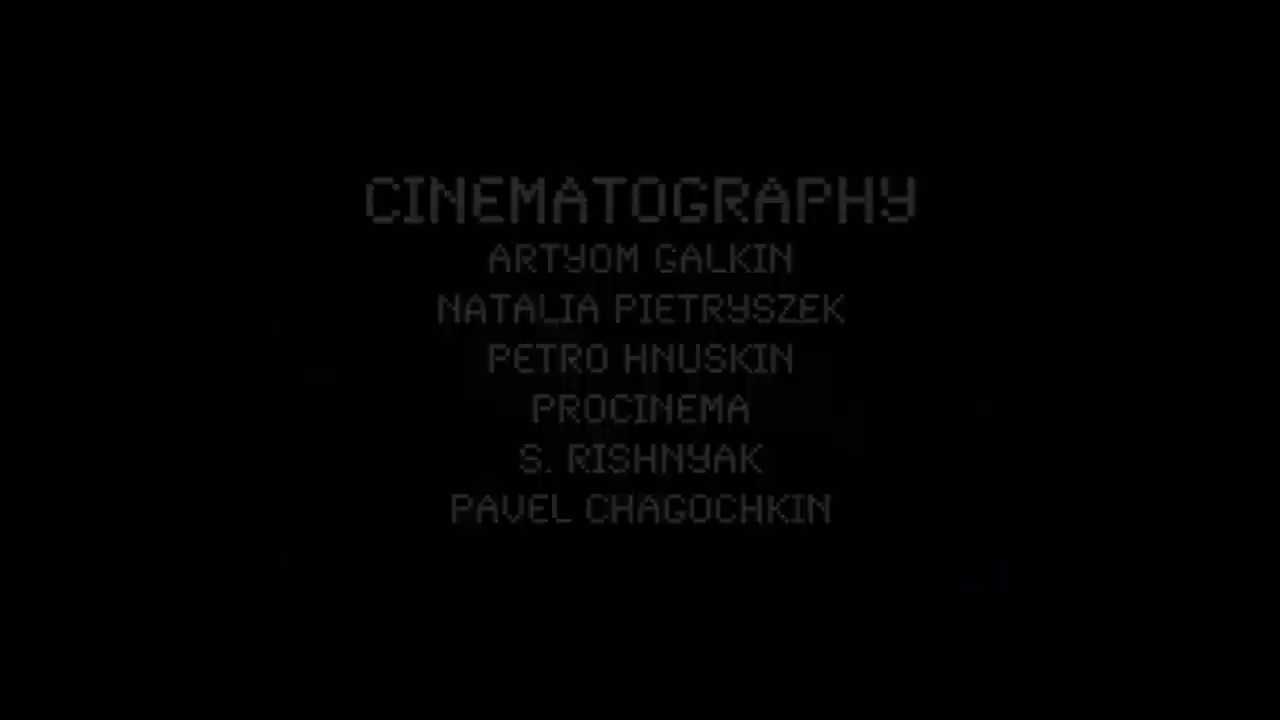 CINEMATOGRAPHY
ARTYOM GALKIN
NATALIA PIETRYSZEK
PETRO HNUSKIN
PROCINEMA
S. RISHNYAK
PAVEL CHAGOCHKIN